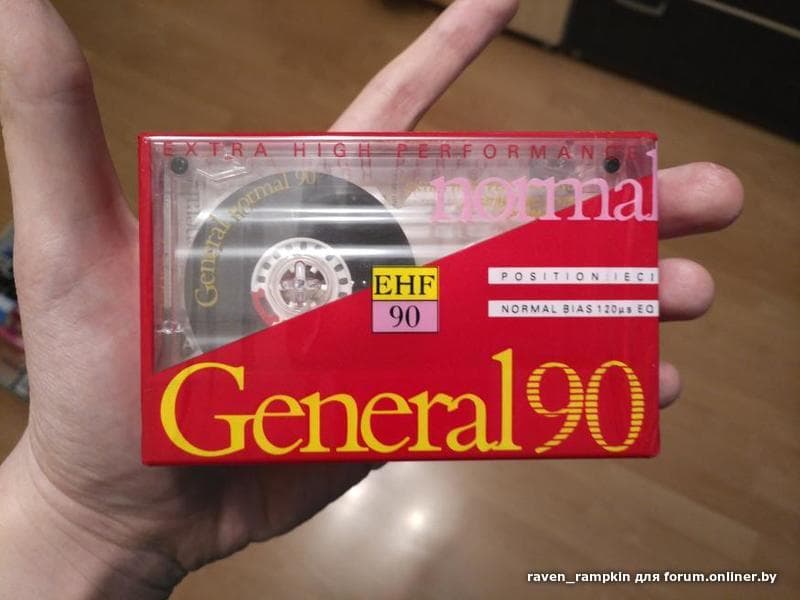 EXTRA HIGH PERFORMANCE
normal
General normal 90
POSITION IEC I
EHF
90
NORMAL BIAS 120µs EQ
General 90
raven_rampkin для forum.onliner.by